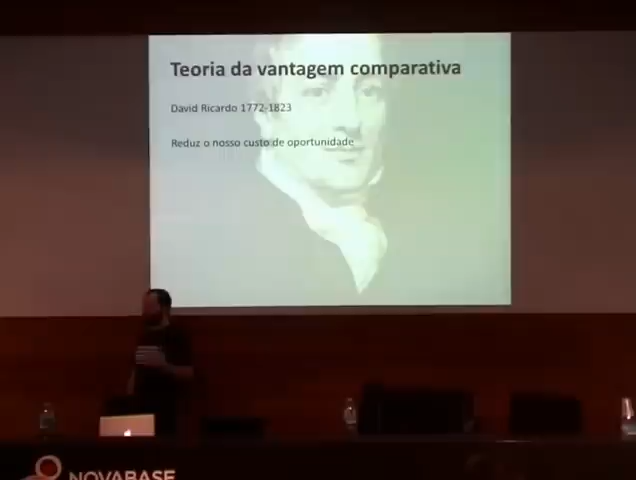 Teoria da vantagem comparativa
David Ricardo 1772-1823
Reduz o nosso custo de oportunidade
NOVABASE